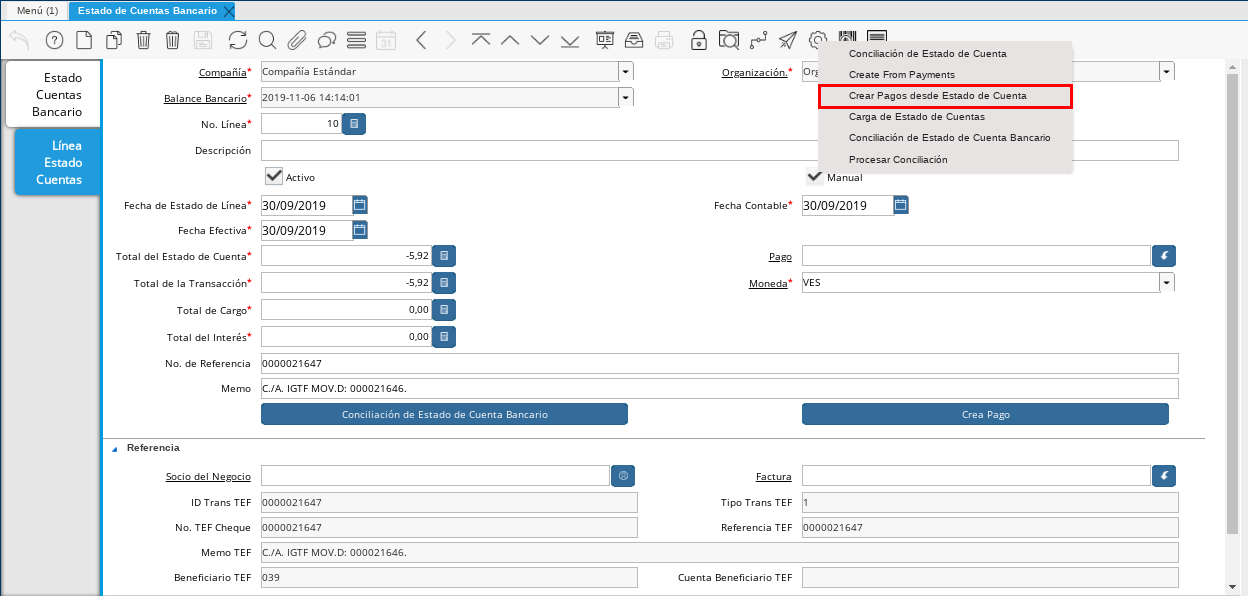 Menú (1)
Estado de Cuentas Bancario
31
Conciliación de Estado de Cuenta
Create From Payments
Crear Pagos desde Estado de Cuenta
Carga de Estado de Cuentas
Conciliación de Estado de Cuenta Bancario
Procesar Conciliación
Estado
Cuentas
Bancario
Línea
Estado
Cuentas
Compañía* Compañía Estándar
Organización.*
Balance Bancario* 2019-11-06 14:14:01
No. Línea* 10
Descripción
Activo
Manual
Fecha de Estado de Línea* 30/09/2019
Fecha Contable* 30/09/2019
Fecha Efectiva* 30/09/2019
Total del Estado de Cuenta* -5,92
Pago
Total de la Transacción* -5,92
Moneda* VES
Total de Cargo* 0,00
Total del Interés* 0,00
No. de Referencia 0000021647
Memo C./A. IGTF MOV.D: 000021646.
Conciliación de Estado de Cuenta Bancario
Crea Pago
Referencia
Socio del Negocio
Factura
ID Trans TEF 0000021647
Tipo Trans TEF 1
No. TEF Cheque 0000021647
Referencia TEF 0000021647
Memo TEF C./A. IGTF MOV.D: 000021646.
Beneficiario TEF 039
Cuenta Beneficiario TEF